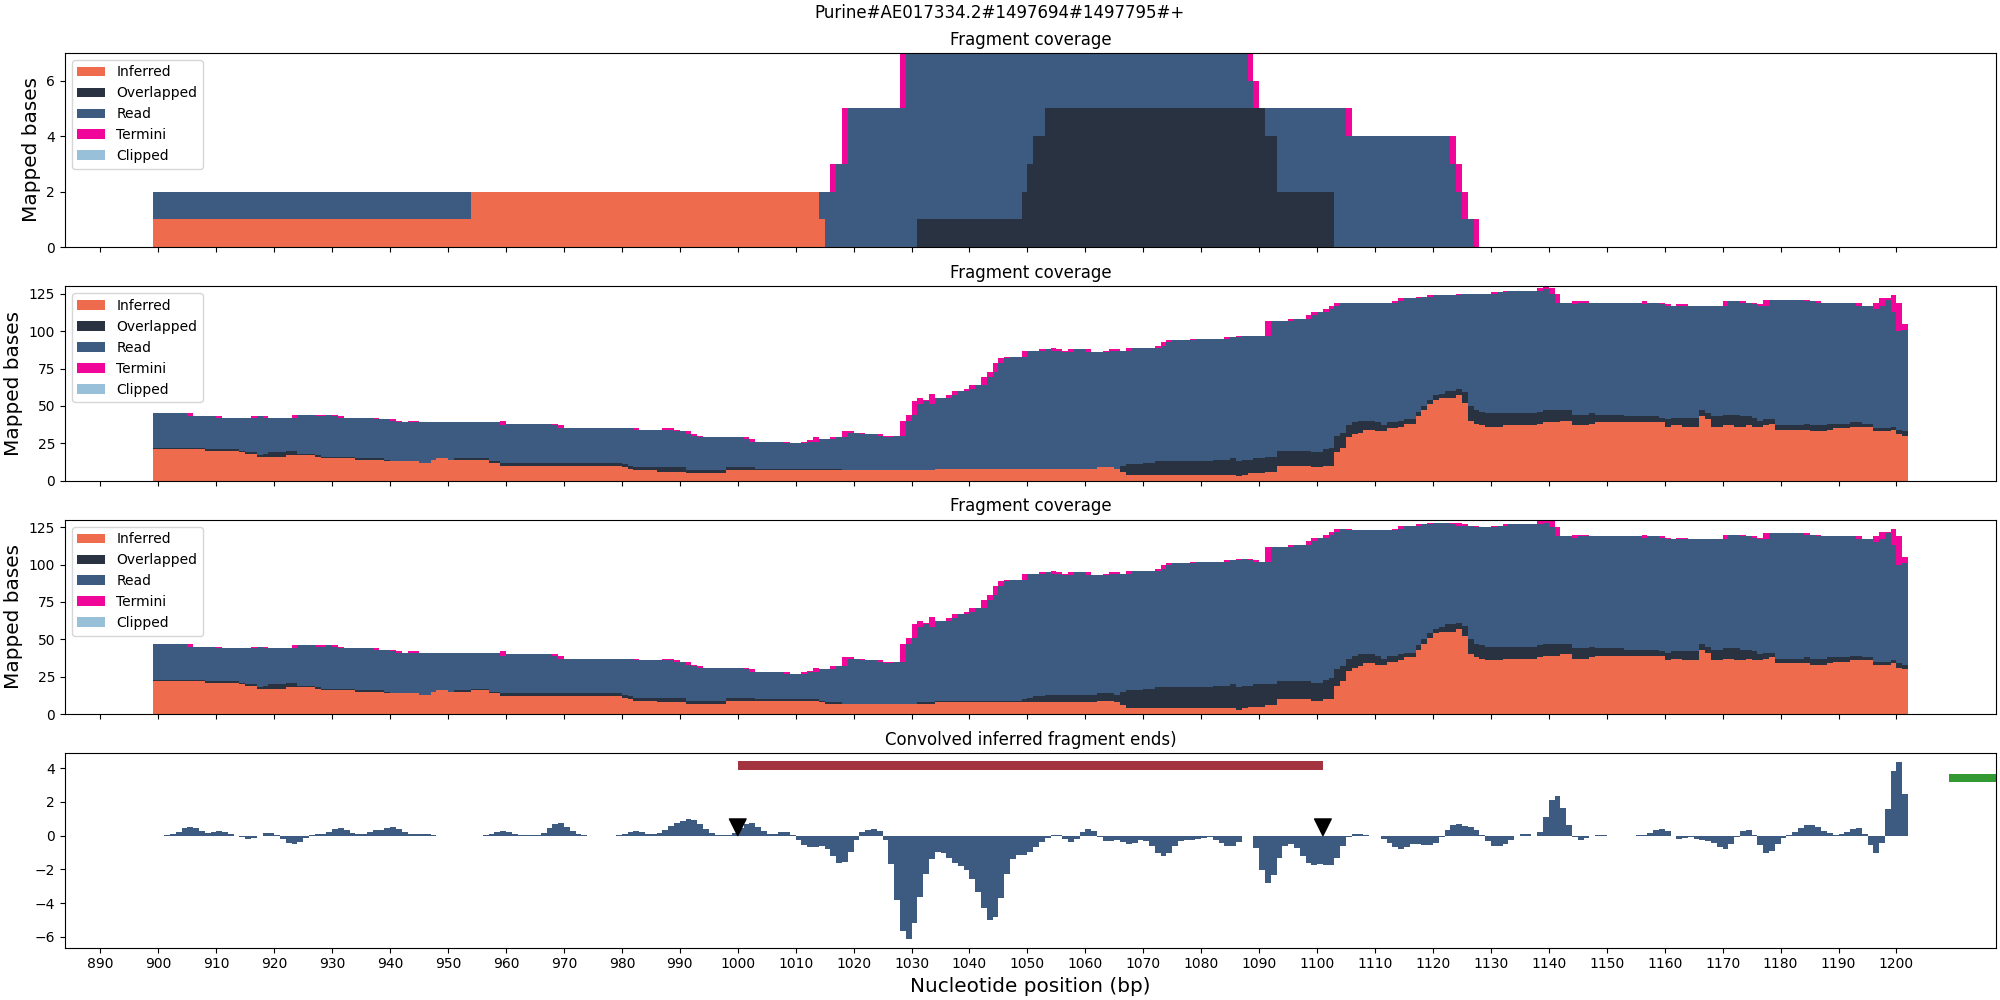 Purine#AE017334.2#1497694#1497795#+
Fragment coverage
Mapped bases
6
4
2
0
Inferred
Overlapped
Read
Termini
Clipped
Fragment coverage
Mapped bases
125
100
75
50
25
0
Inferred
Overlapped
Read
Termini
Clipped
Fragment coverage
Mapped bases
125
100
75
50
25
0
Inferred
Overlapped
Read
Termini
Clipped
Convolved inferred fragment ends)
4
2
0
−2
−4
−6
890 900 910 920 930 940 950 960 970 980 990 1000 1010 1020 1030 1040 1050 1060 1070 1080 1090 1100 1110 1120 1130 1140 1150 1160 1170 1180 1190 1200
Nucleotide position (bp)